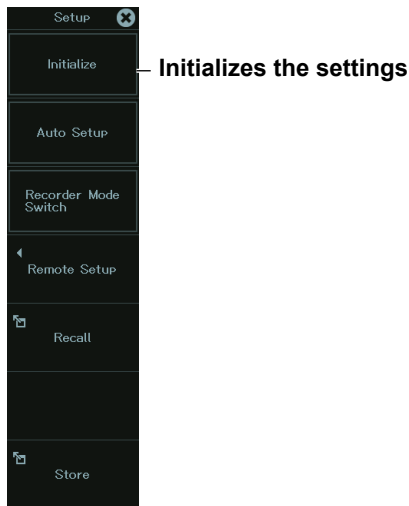 Setup
Initialize
Initializes the settings
Auto Setup
Recorder Mode
Switch
Remote Setup
Recall
Store